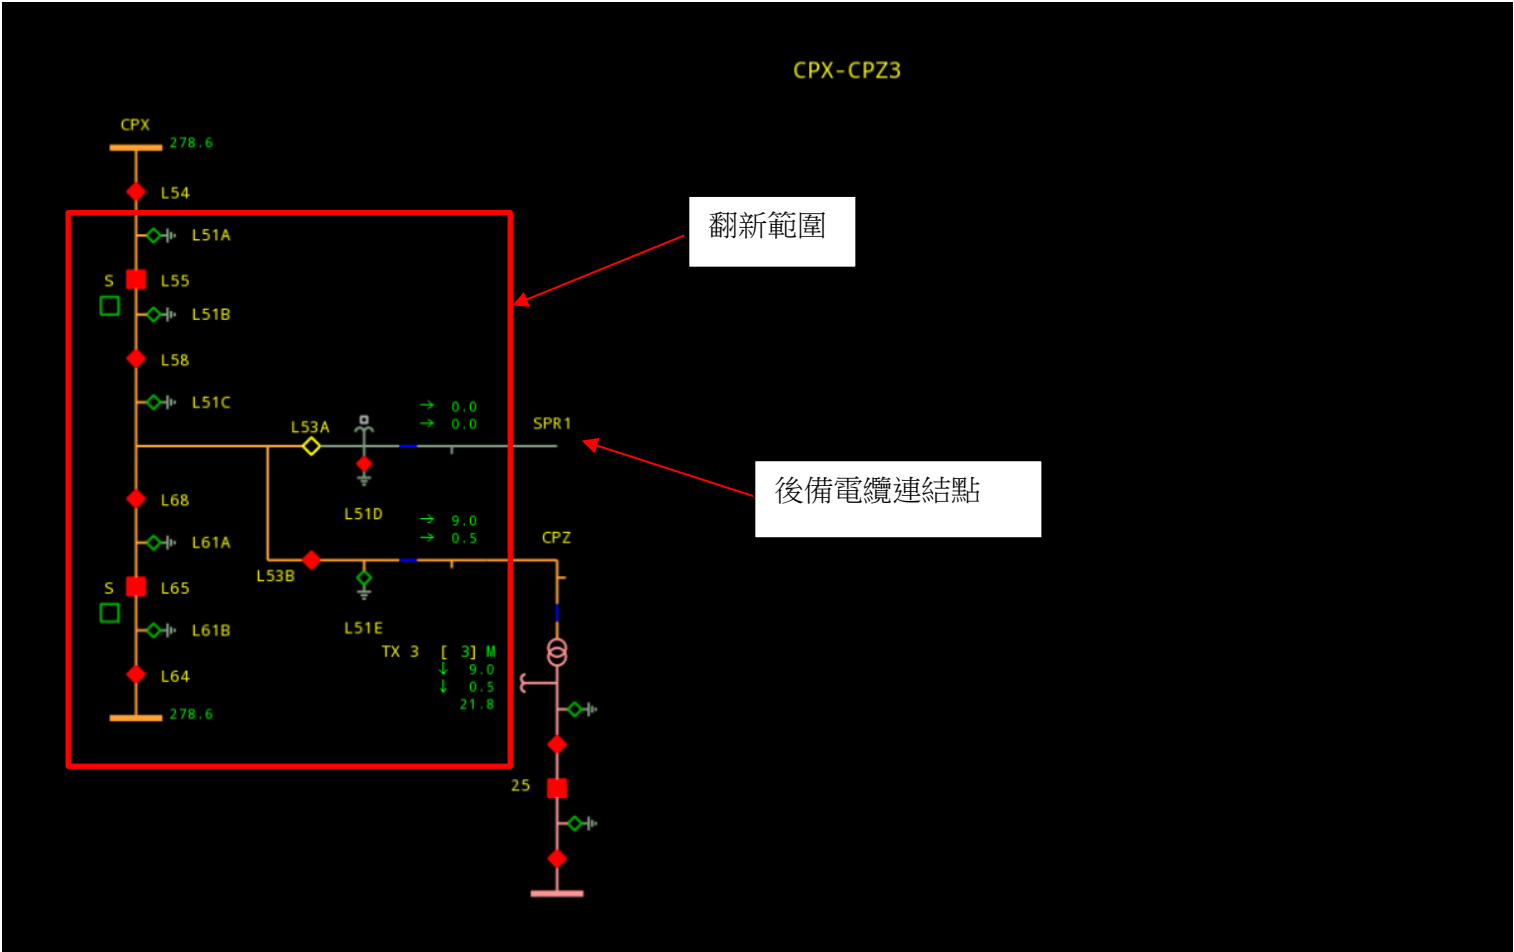 CPX-CPZ3
CPX
278.6
L54
翻新範圍
L51A
S
L55
L51B
L58
L51C
→ 0.0
→ 0.0
L53A
SPR1
後備電纜連結點
L68
L51D
→ 9.0
→ 0.5
L61A
CPZ
L53B
S
L65
L61B
L51E
TX 3 [ 3] M
↓ 9.0
↓ 0.5
21.8
L64
278.6
25